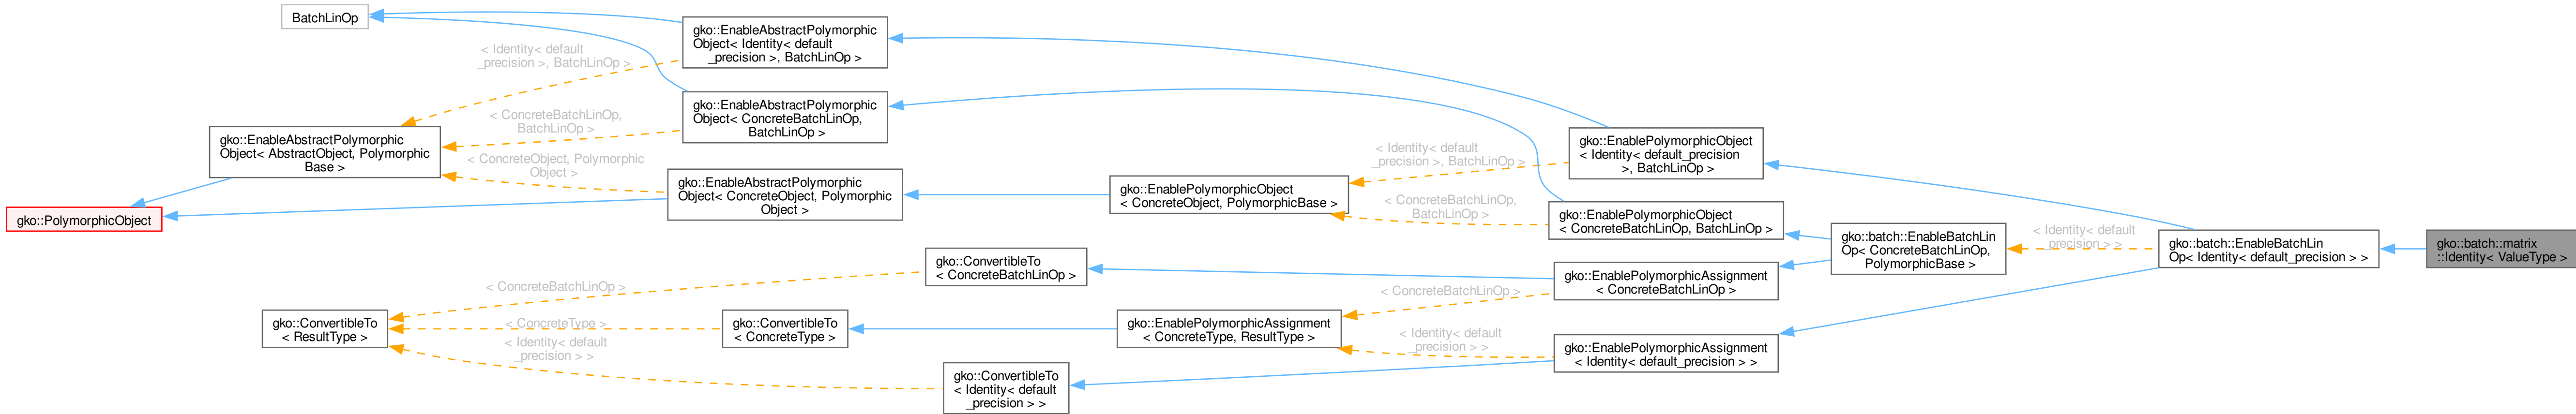 BatchLinOp
gko::EnableAbstractPolymorphic
Object< Identity< default
_precision >, BatchLinOp >
< Identity< default
_precision >, BatchLinOp >
gko::EnableAbstractPolymorphic
Object< ConcreteBatchLinOp,
BatchLinOp >
< ConcreteBatchLinOp,
BatchLinOp >
gko::EnableAbstractPolymorphic
Object< AbstractObject, Polymorphic
Base >
< ConcreteObject, Polymorphic
Object >
gko::EnableAbstractPolymorphic
Object< ConcreteObject, Polymorphic
Object >
gko::PolymorphicObject
gko::EnablePolymorphicObject
< ConcreteObject, PolymorphicBase >
< Identity< default
_precision >, BatchLinOp >
< ConcreteBatchLinOp,
BatchLinOp >
gko::EnablePolymorphicObject
< Identity< default_precision
>, BatchLinOp >
gko::EnablePolymorphicObject
< ConcreteBatchLinOp, BatchLinOp >
gko::batch::EnableBatchLin
Op< ConcreteBatchLinOp,
PolymorphicBase >
< Identity< default
_precision > >
gko::batch::EnableBatchLin
Op< Identity< default_precision > >
gko::batch::matrix
::Identity< ValueType >
gko::ConvertibleTo
< ConcreteBatchLinOp >
gko::EnablePolymorphicAssignment
< ConcreteBatchLinOp >
< ConcreteBatchLinOp >
< ConcreteBatchLinOp >
gko::ConvertibleTo
< ResultType >
< ConcreteType >
gko::ConvertibleTo
< ConcreteType >
gko::EnablePolymorphicAssignment
< ConcreteType, ResultType >
< Identity< default
_precision > >
< Identity< default
_precision > >
gko::EnablePolymorphicAssignment
< Identity< default_precision > >
gko::ConvertibleTo
< Identity< default
_precision > >